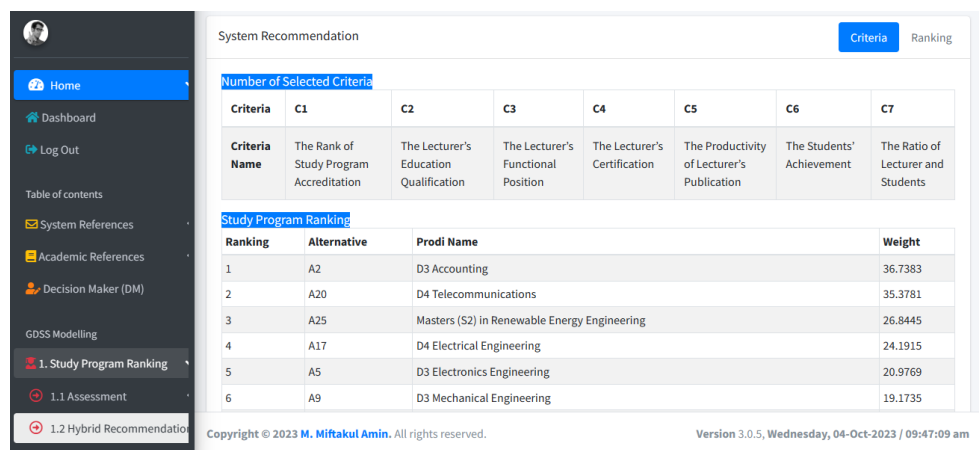 System Recommendation
Criteria Ranking
Home
Dashboard
Log Out
Table of contents
System References
Academic References
Decision Maker (DM)
GDSS Modelling
1. Study Program Ranking
1.1 Assessment
1.2 Hybrid Recommendation
Number of Selected Criteria
Criteria C1 C2 C3 C4 C5 C6 C7
Criteria The Rank of The Lecturer's The Lecturer's The Lecturer's The Productivity The Students' The Ratio of
Name Study Program Education Functional Certification of Lecturer's Achievement Lecturer and
Accreditation Qualification Position Publication Students
Study Program Ranking
Ranking Alternative Prodi Name Weight
1 A2 D3 Accounting 36.7383
2 A20 D4 Telecommunications 35.3781
3 A25 Masters (S2) in Renewable Energy Engineering 26.8445
4 A17 D4 Electrical Engineering 24.1915
5 A5 D3 Electronics Engineering 20.9769
6 A9 D3 Mechanical Engineering 19.1735
Copyright © 2023 M. Miftakul Amin. All rights reserved. Version 3.0.5, Wednesday, 04-Oct-2023 / 09:47:09 am